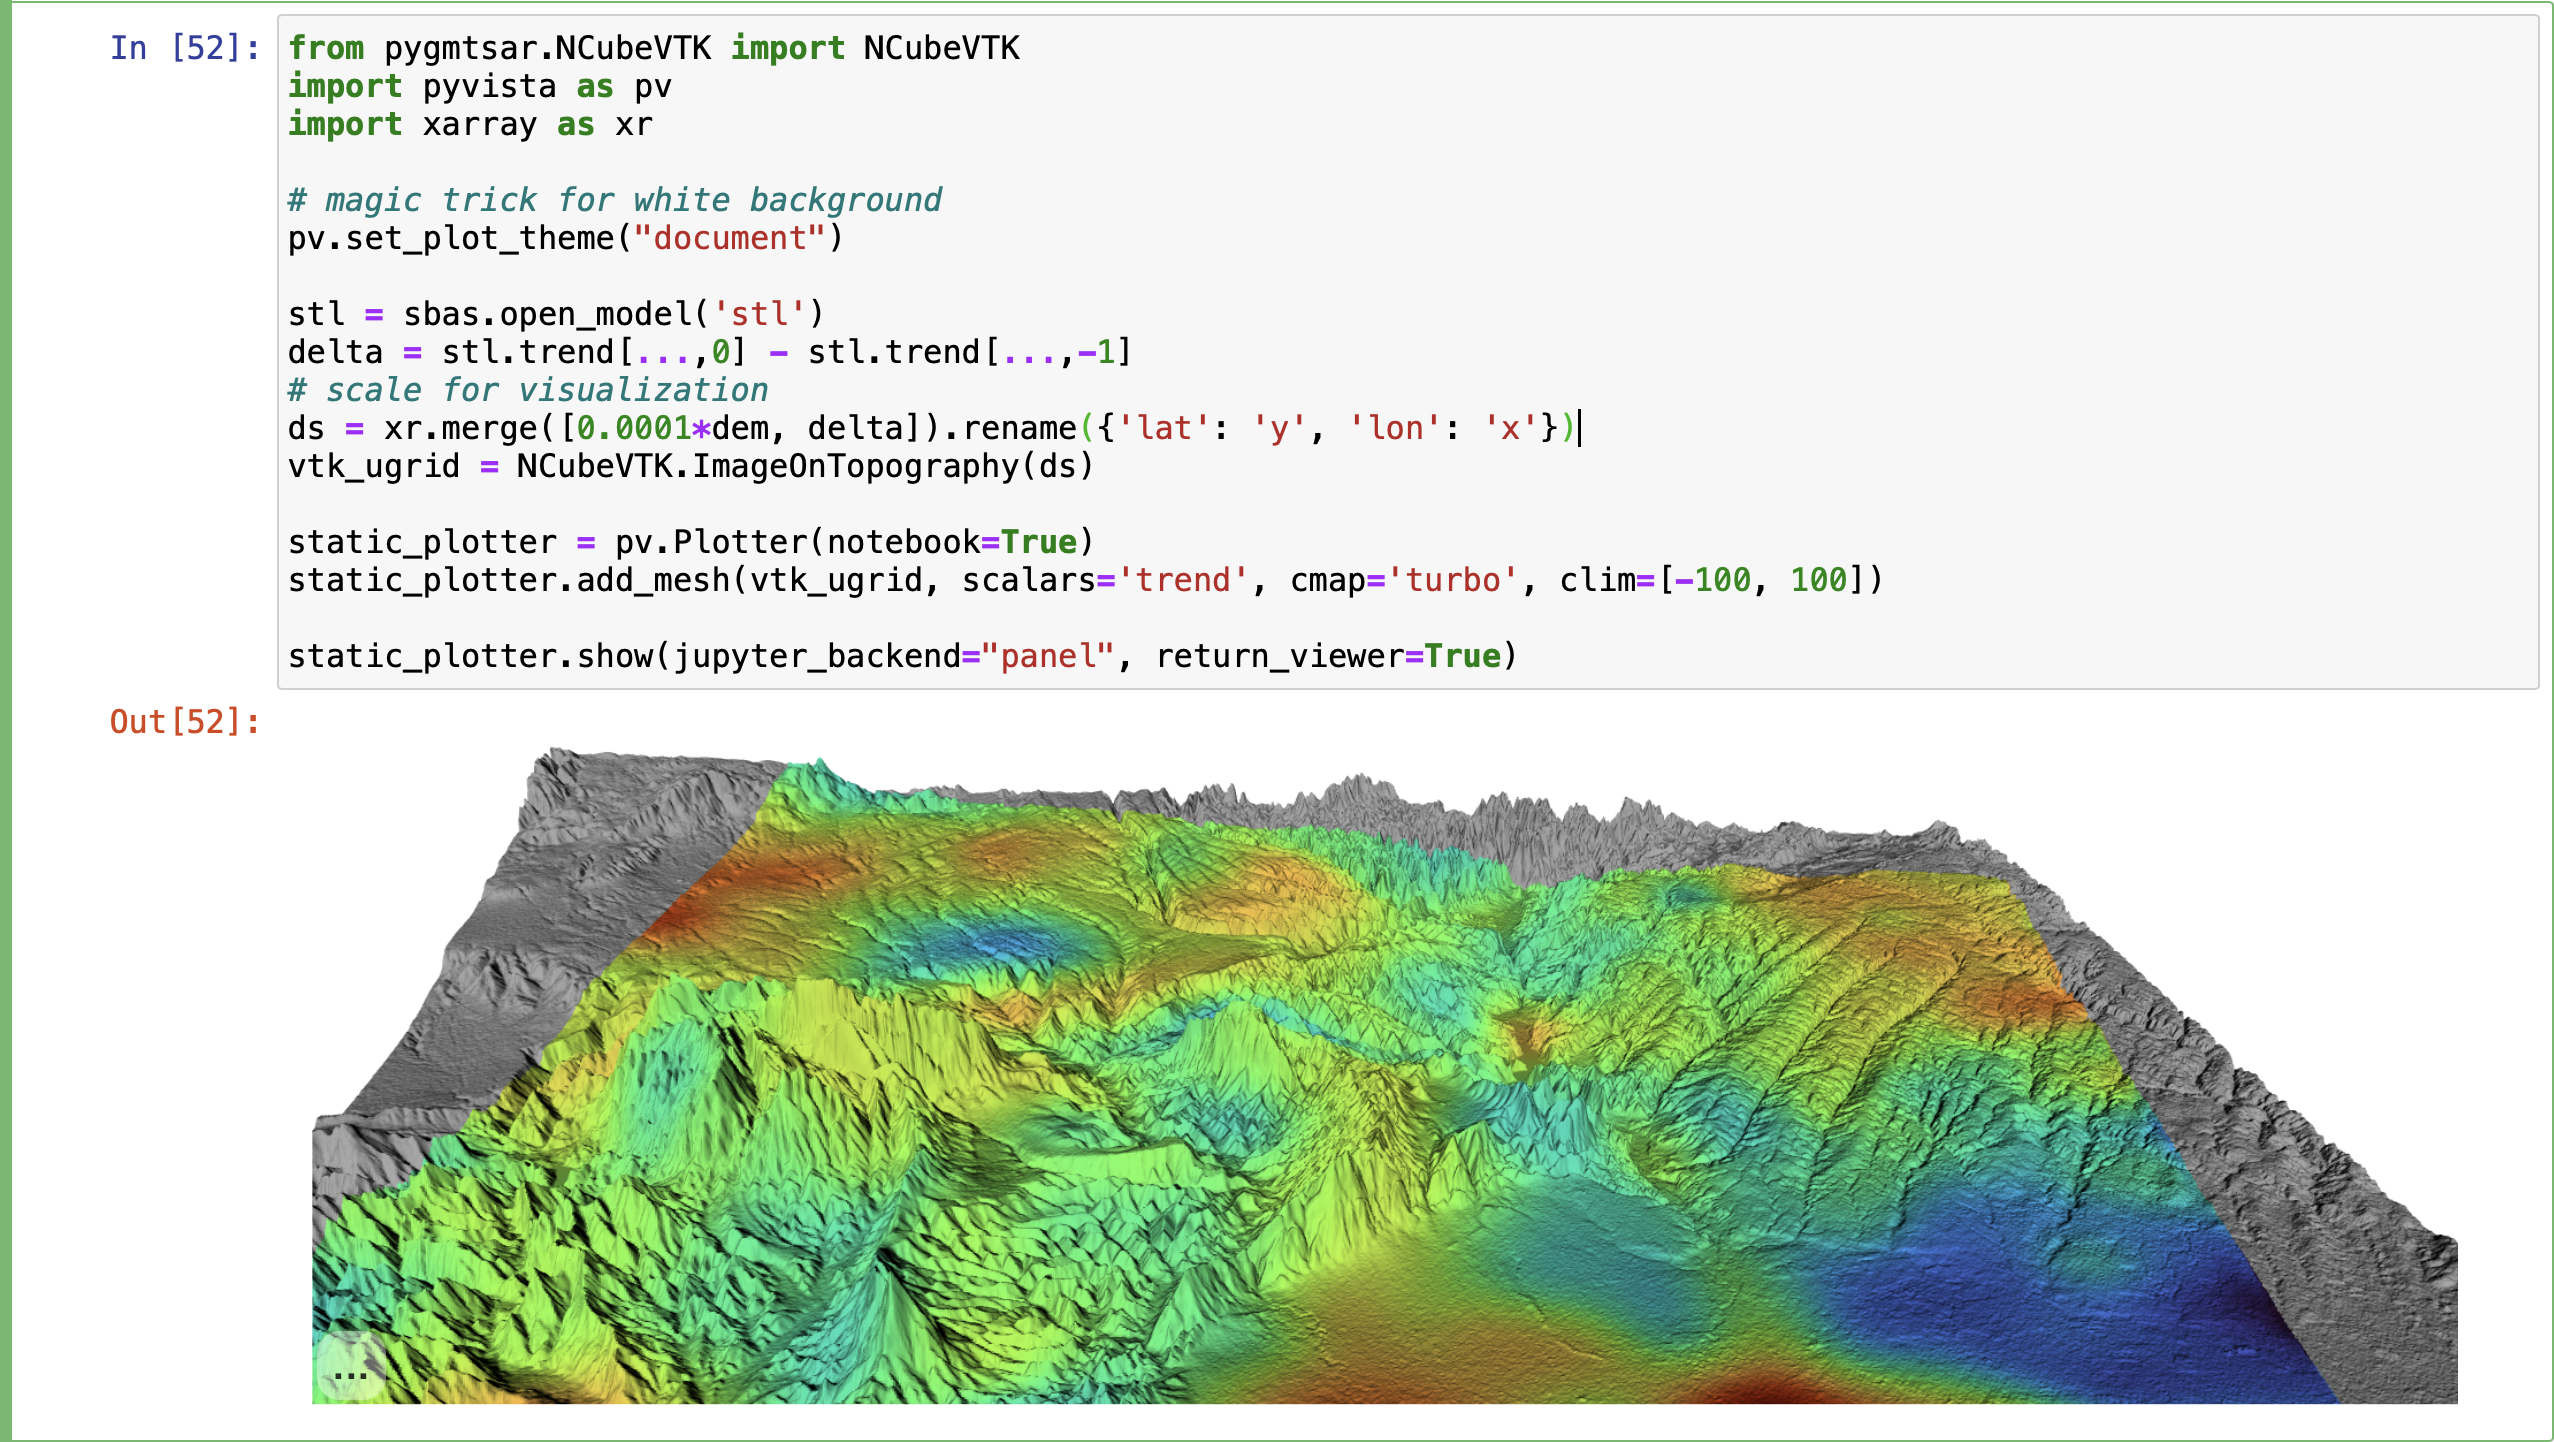 In [52]:
from pygmtsar.NCubeVTK import NCubeVTK
import pyvista as pv
import xarray as xr
# magic trick for white background
pv.set_plot_theme("document")
stl = sbas.open_model('stl')
delta = stl.trend[...,0] - stl.trend[...,-1]
# scale for visualization
ds = xr.merge([0.0001*dem, delta]).rename({'lat': 'y', 'lon': 'x'})
vtk_ugrid = NCubeVTK.ImageOnTopography(ds)
static_plotter = pv.Plotter(notebook=True)
static_plotter.add_mesh(vtk_ugrid, scalars='trend', cmap='turbo', clim=[-100, 100])
static_plotter.show(jupyter_backend="panel", return_viewer=True)
Out[52]:
...